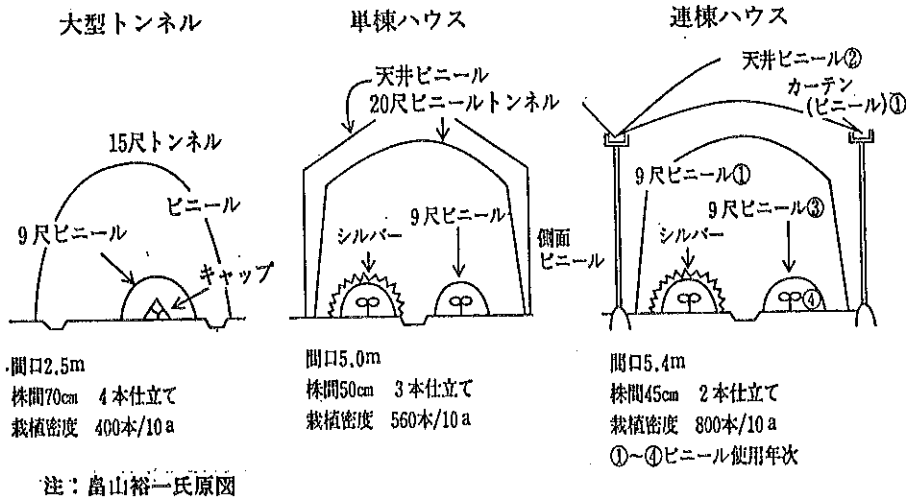 大型トンネル
単棟ハウス
連棟ハウス
15尺トンネル
ビニール
9尺ビニール
キャップ
天井ビニール
20尺ビニールトンネル
シルバー
9尺ビニール
側面
ビニール
天井ビニール②
カーテン
(ビニール)①
9尺ビニール①
9尺ビニール③
シルバー
④
間口2.5m
株間70cm 4本仕立て
栽植密度 400本/10a
間口5.0m
株間50cm 3本仕立て
栽植密度 560本/10a
間口5.4m
株間45cm 2本仕立て
栽植密度 800本/10a
①～④ビニール使用年次
注：畠山裕一氏原図